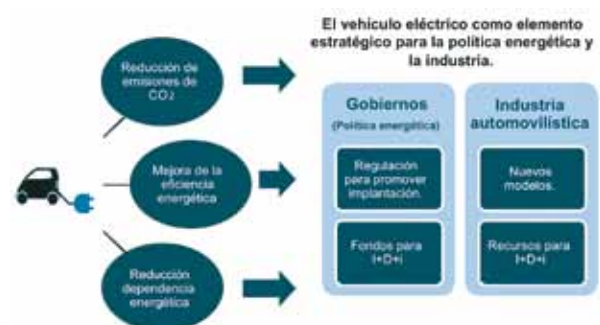 El vehículo eléctrico como elemento
estratégico para la política energética y
la industria.
Reducción de
emisiones de
CO2
Mejora de la
eficiencia
energética
Reducción
dependencia
energética
Gobiernos
(Política energética)
Regulación
para promover
implantación.
Fondos para
I+D+i
Industria
automovilística
Nuevos
modelos.
Recursos para
I+D+i